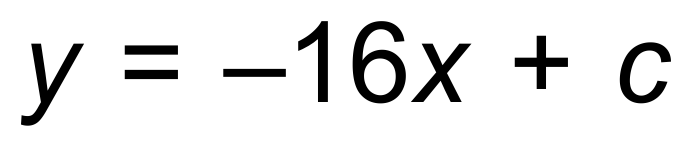 y = –16x + c